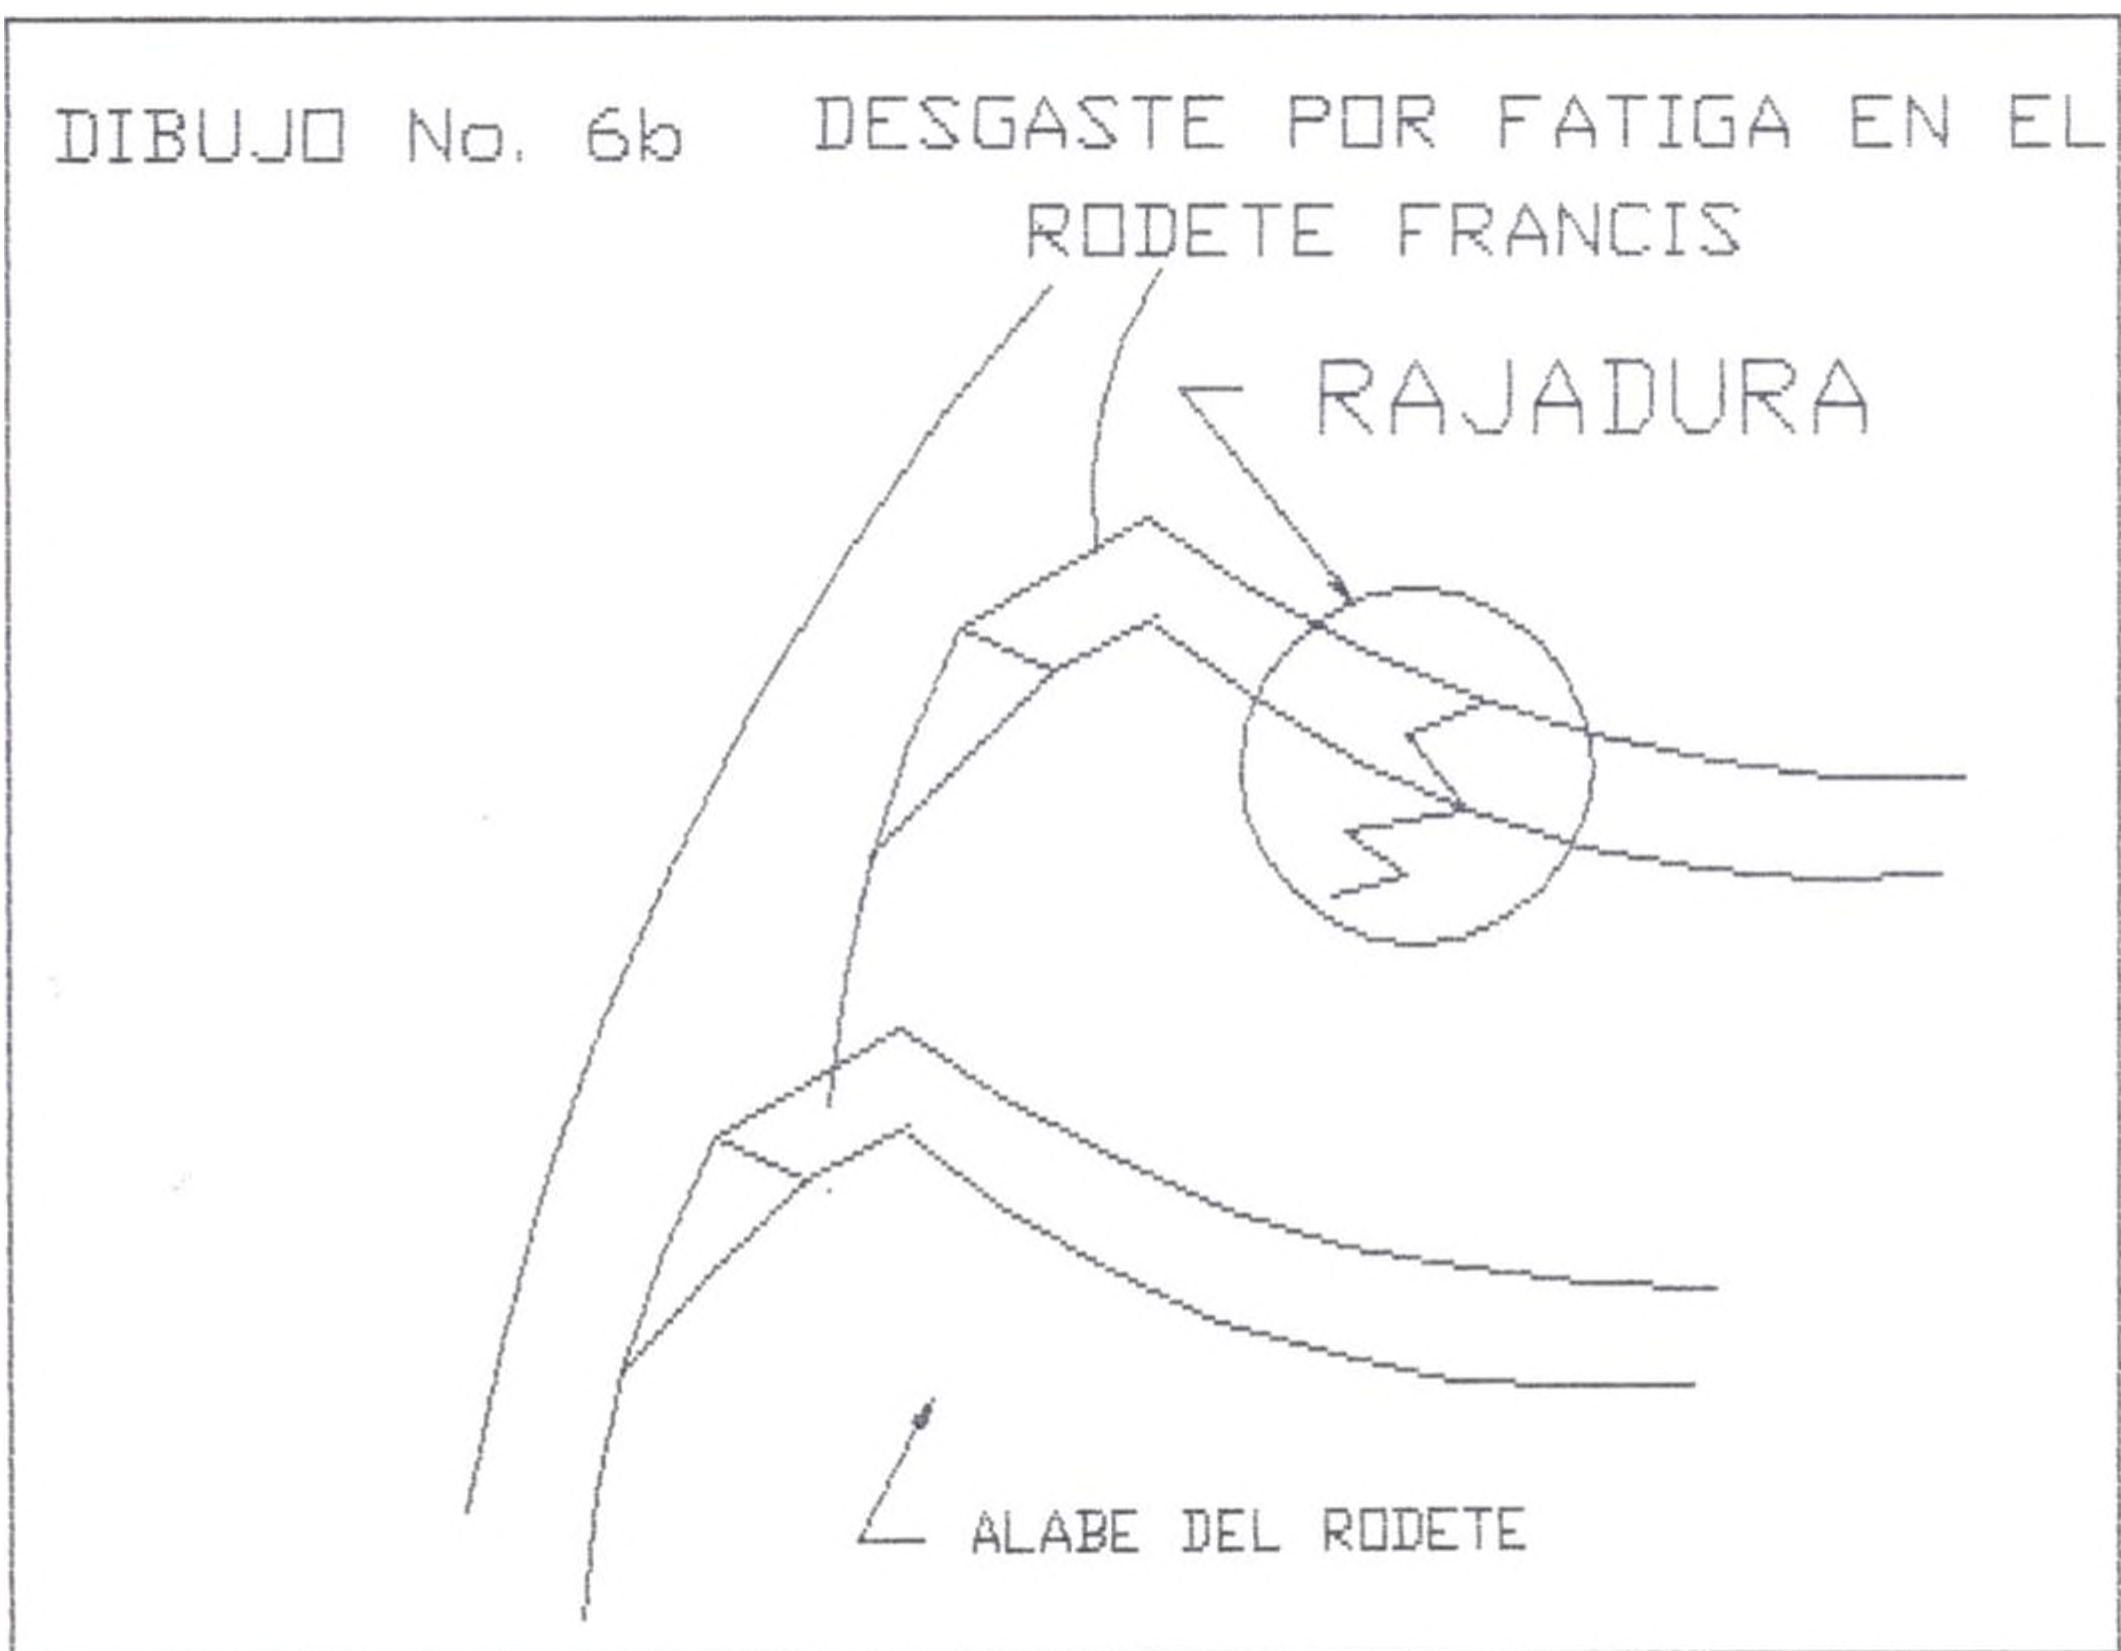 DIBUJO No. 6b DESGASTE POR FATIGA EN EL
RODETE FRANCIS
RAJADURA
ALABE DEL RODETE